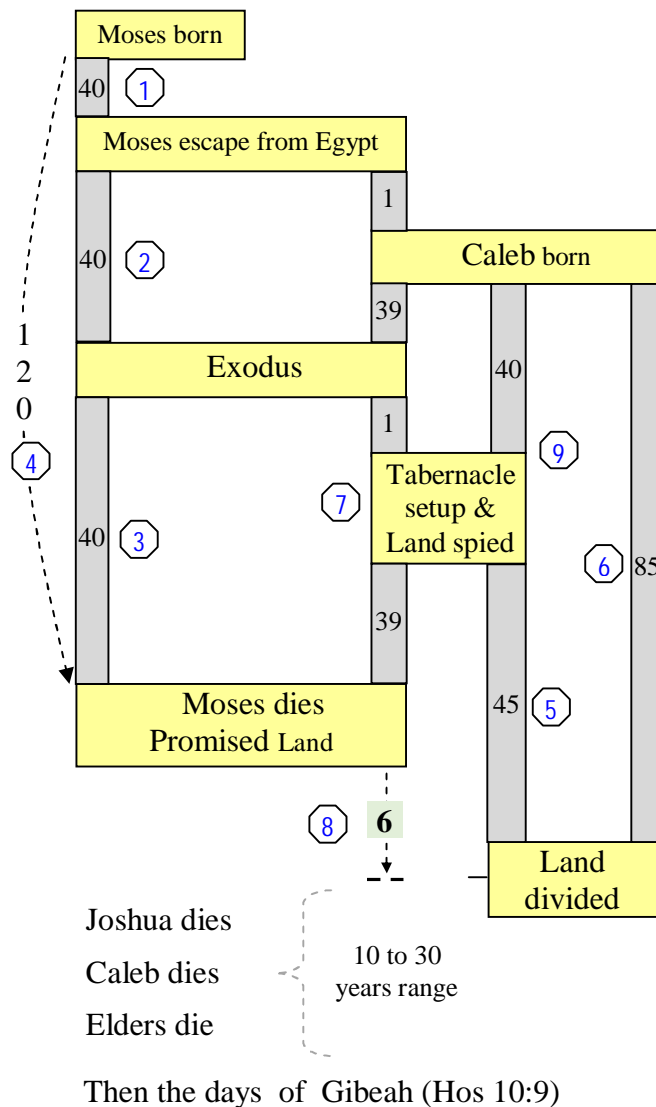 Moses born
40 1
Moses escape from Egypt
1
Caleb born
40 2
39
Exodus
40
1
2
0
1
9
4
7
Tabernacle
setup &
Land spied
40 3
6 85
39
Moses dies
Promised Land
45 5
8 6
Land
divided
Joshua dies
Caleb dies
Elders die
10 to 30
years range
Then the days of Gibeah (Hos 10:9)